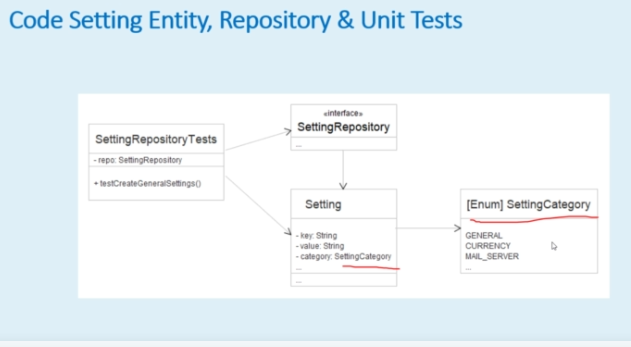 Code Setting Entity, Repository & Unit Tests
«interface»
SettingRepository
...
SettingRepositoryTests
- repo: SettingRepository
+ testCreateGeneralSettings()
Setting
- key: String
- value: String
- category: SettingCategory
...
...
[Enum] SettingCategory
GENERAL
CURRENCY
MAIL_SERVER
...